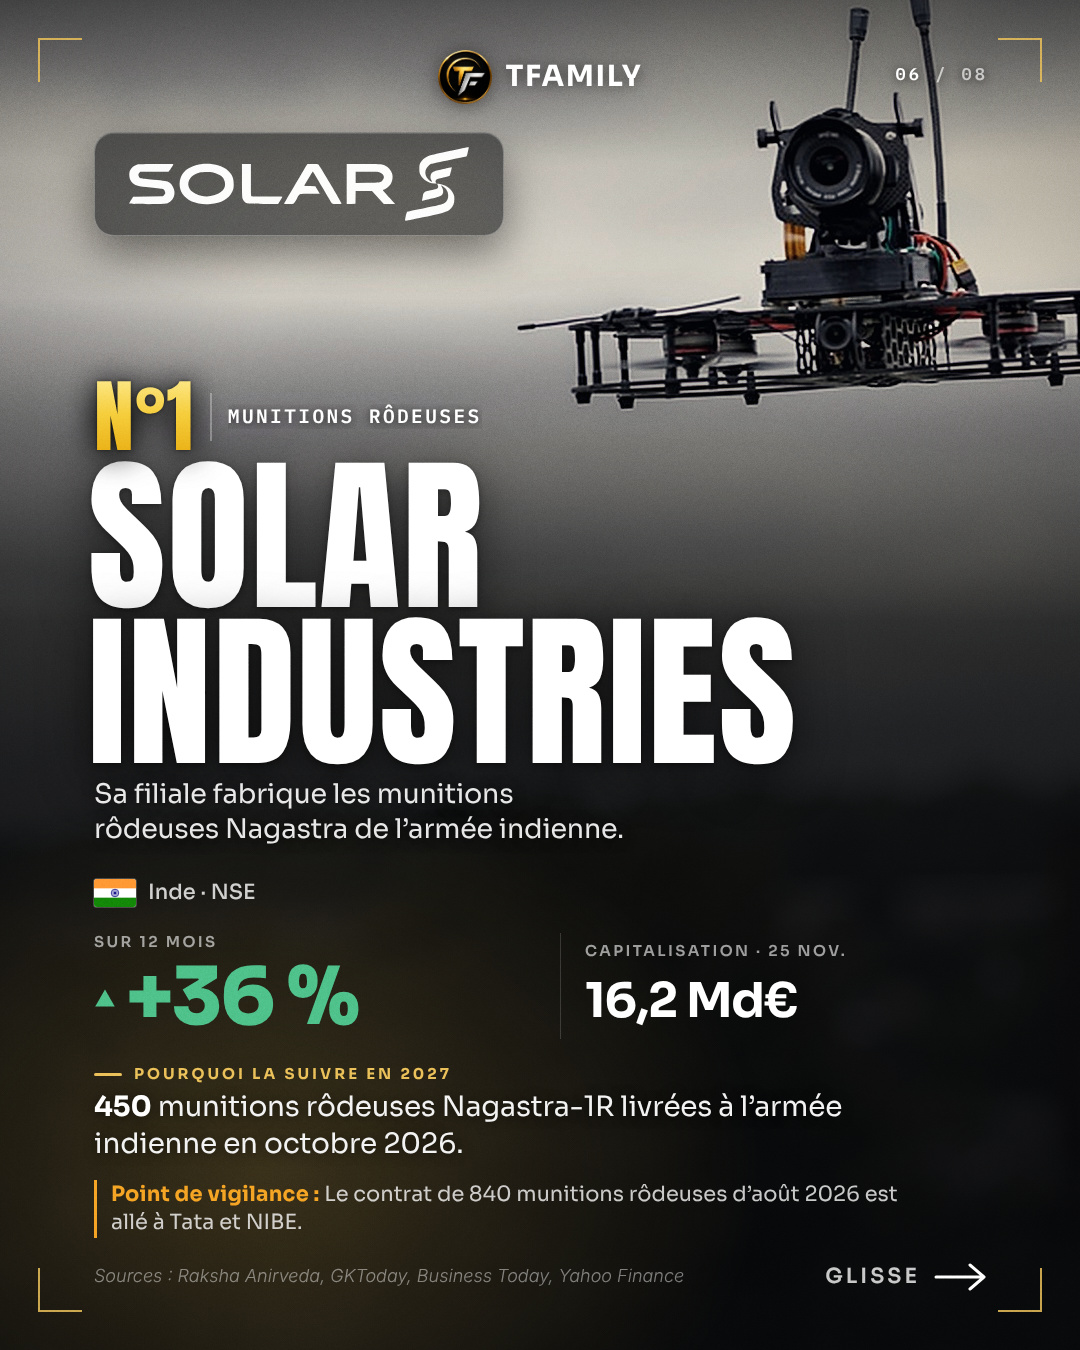 TFAMILY
06 / 08
SOLAR
N°1
MUNITIONS RÔDEUSES
SOLAR
INDUSTRIES
Sa filiale fabrique les munitions
rôdeuses Nagastra de l’armée indienne.
Inde · NSE
SUR 12 MOIS
+36 %
CAPITALISATION · 25 NOV.
16,2 Md€
POURQUOI LA SUIVRE EN 2027
450 munitions rôdeuses Nagastra-1R livrées à l’armée
indienne en octobre 2026.
Point de vigilance : Le contrat de 840 munitions rôdeuses d’août 2026 est
allé à Tata et NIBE.
Sources : Raksha Anirveda, GKToday, Business Today, Yahoo Finance
GLISSE